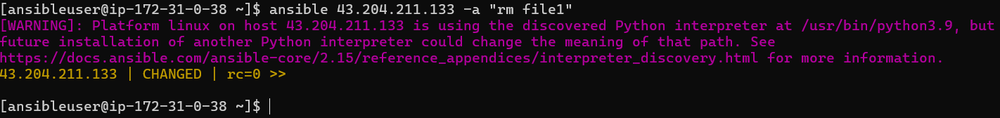 [ansibleuser@ip-172-31-0-38 ~]$ ansible 43.204.211.133 -a "rm file1"
[WARNING]: Platform linux on host 43.204.211.133 is using the discovered Python interpreter at /usr/bin/python3.9, but
future installation of another Python interpreter could change the meaning of that path. See
https://docs.ansible.com/ansible-core/2.15/reference_appendices/interpreter_discovery.html for more information.
43.204.211.133 | CHANGED | rc=0 >>
[ansibleuser@ip-172-31-0-38 ~]$